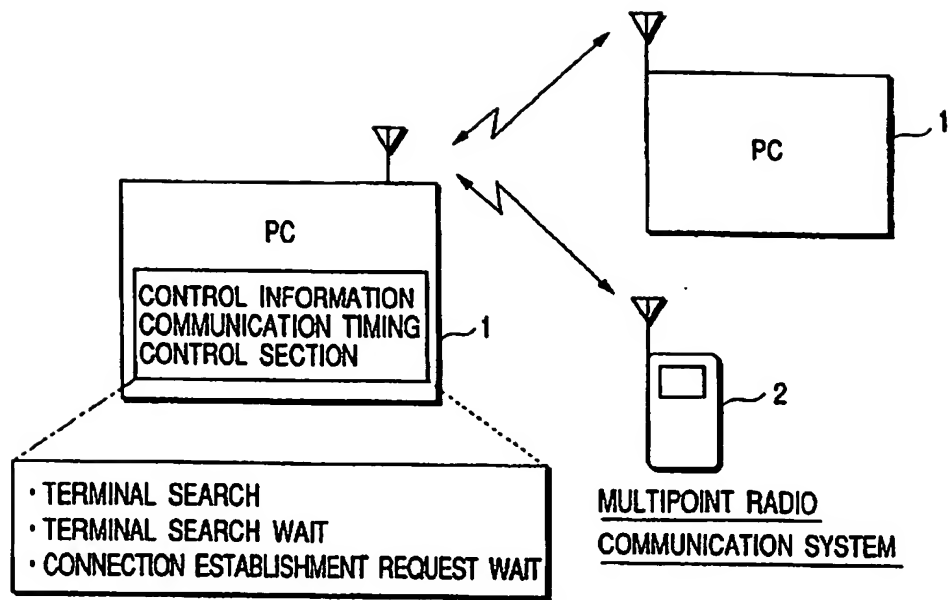 PC
1
PC
CONTROL INFORMATION
COMMUNICATION TIMING
CONTROL SECTION
1
2
· TERMINAL SEARCH
· TERMINAL SEARCH WAIT
· CONNECTION ESTABLISHMENT REQUEST WAIT
MULTIPOINT RADIO
COMMUNICATION SYSTEM